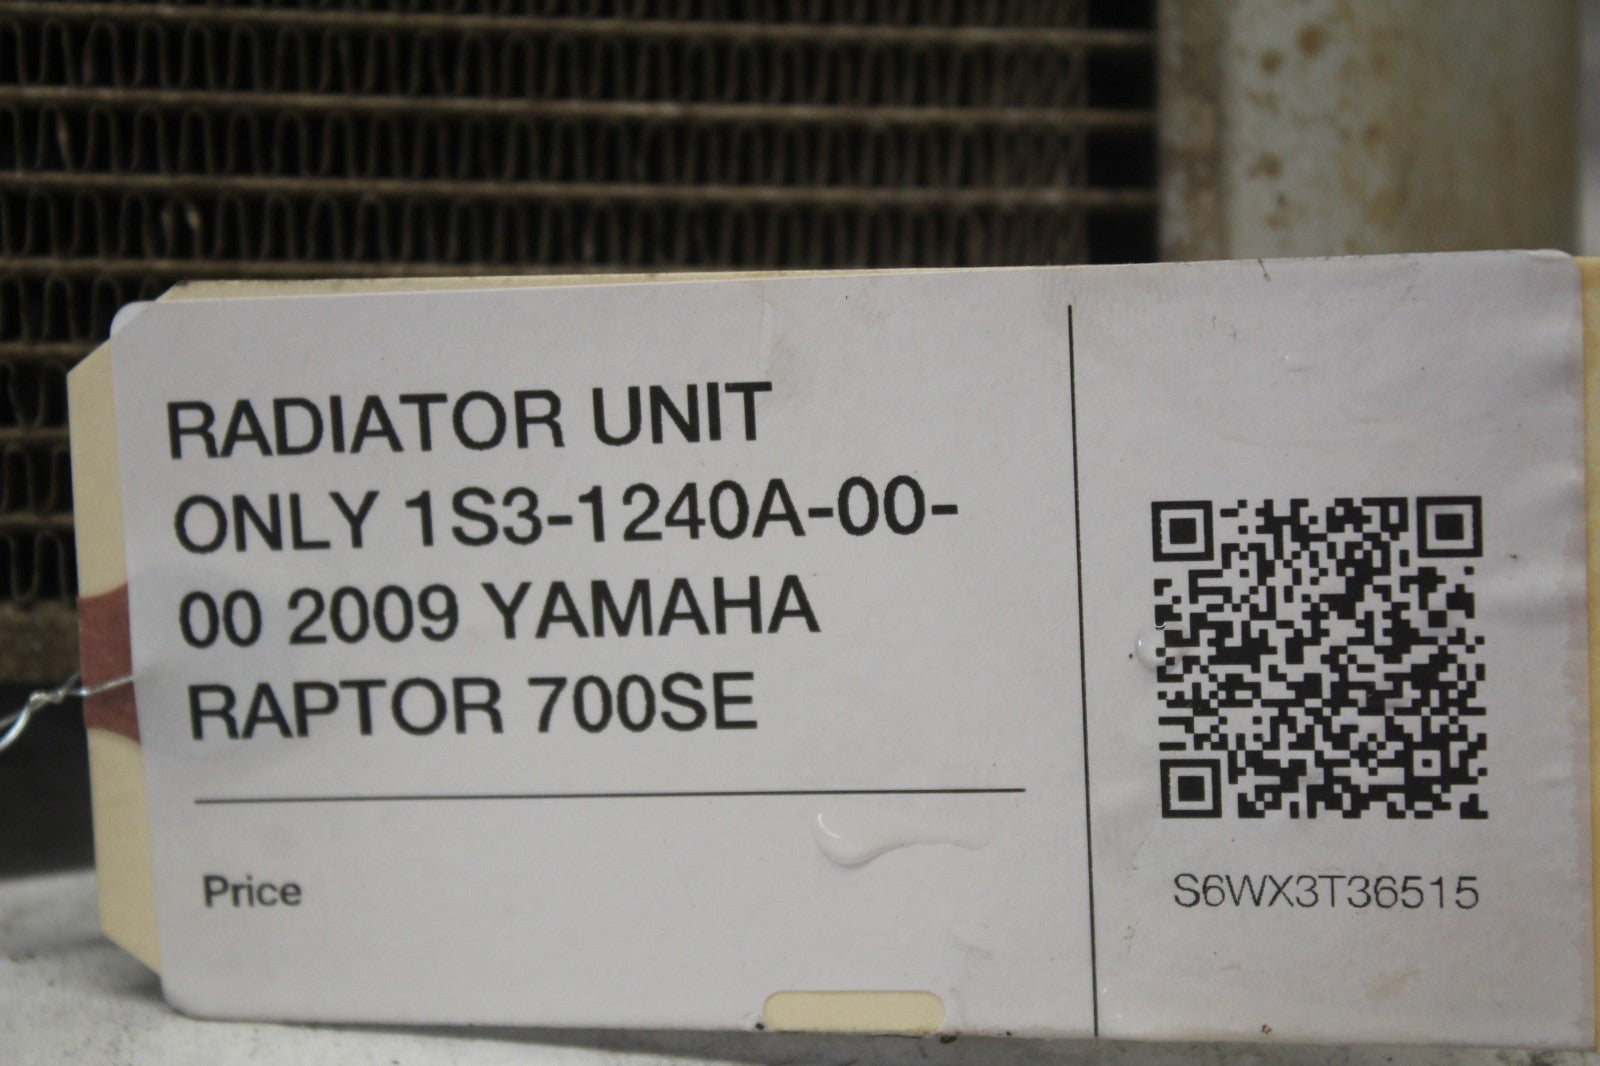 RADIATOR UNIT
ONLY 1S3-1240A-00-
00 2009 YAMAHA
RAPTOR 700SE
Price
S6WX3T36515